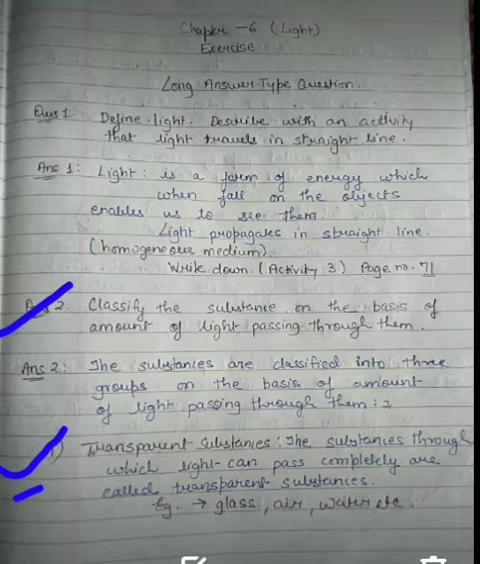 Chapter - 6 (Light)
Exercise
Long Answer Type Question.
Ques 1. Define light. Describe with an activity
that light travels in straight line.
Ans 1: Light: is a form of energy which
when fall on the objects
enables us to see them.
Light propagates in straight line.
(homogeneous medium)
Write down (Activity 3) Page no. 71
Ques 2. Classify the substance on the basis of
amount of light passing through them.
Ans 2: The substances are classified into three
groups on the basis of amount
of light passing through them:-
1) Transparent Substances: The substances through
which light can pass completely are
called transparent substances.
Eg. → glass, air, water etc.